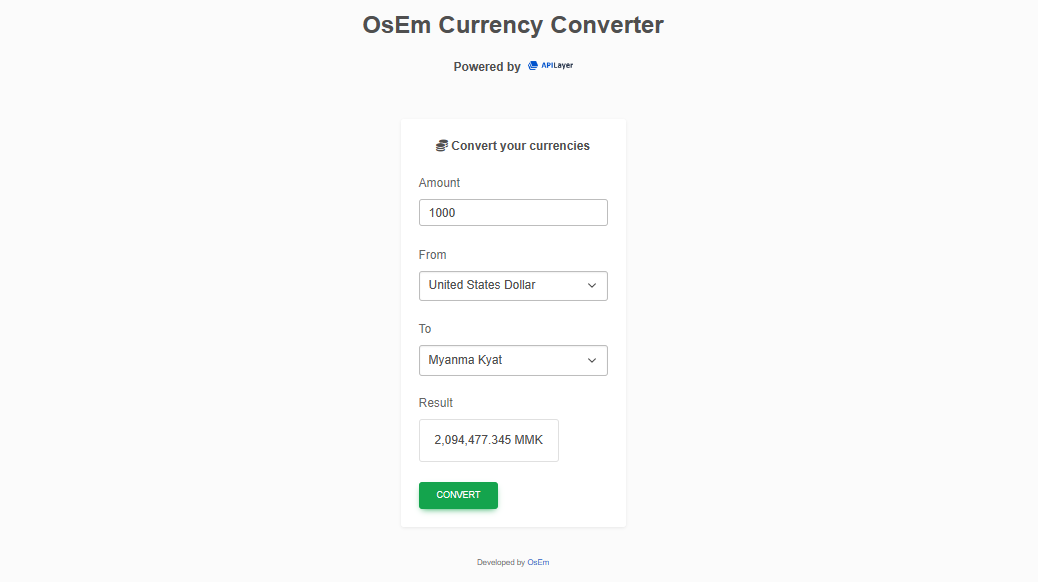 OsEm Currency Converter
Powered by APILayer
Convert your currencies
Amount
1000
From
United States Dollar
To
Myanma Kyat
Result
2,094,477.345 MMK
CONVERT
Developed by OsEm